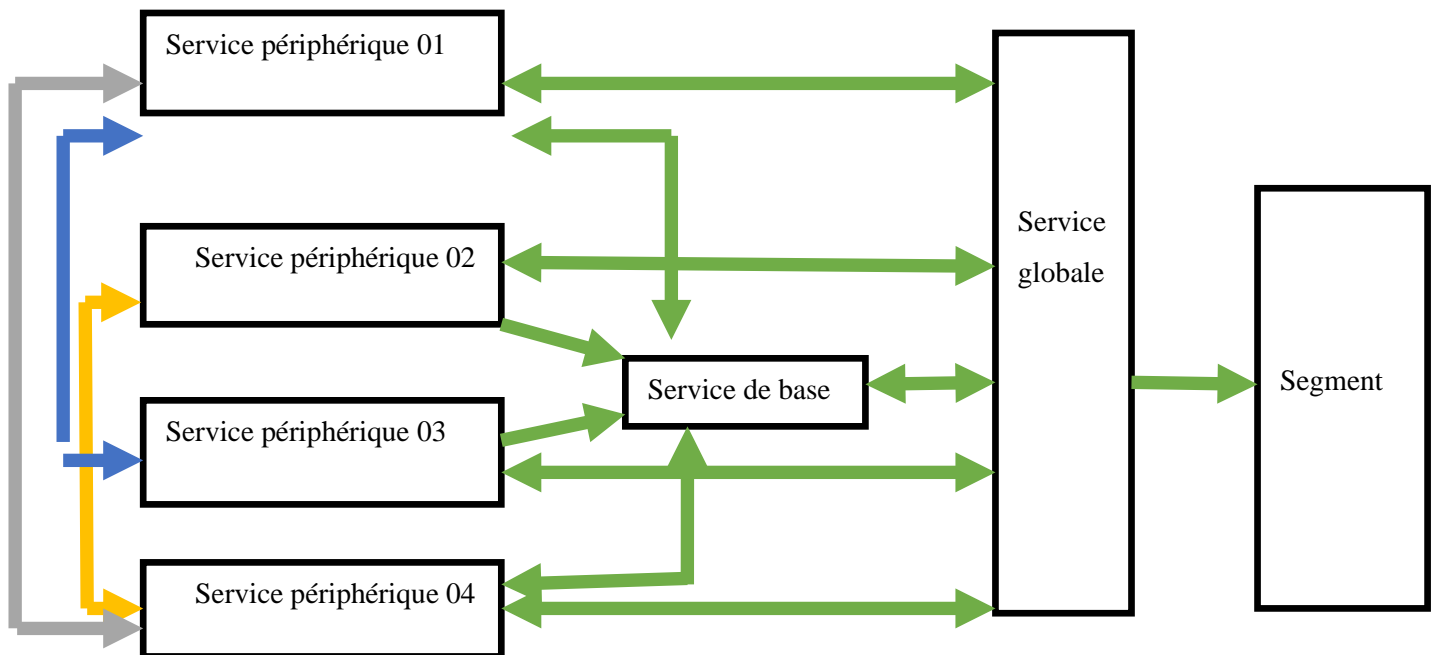 Service périphérique 01
Service périphérique 02
Service
globale
Service de base
Segment
Service périphérique 03
Service périphérique 04